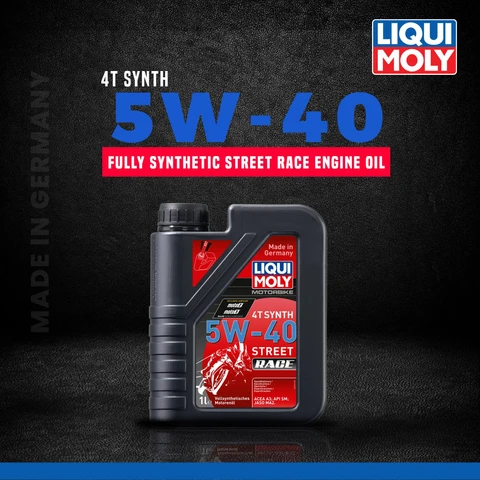 LIQUI
MOLY
4T SYNTH
5W-40
FULLY SYNTHETIC STREET RACE ENGINE OIL
MADE IN GERMANY
Made in
Germany
LIQUI
MOLY
MOTORBIKE
4T SYNTH
5W-40
STREET
RACE
1L
Vollsynthetisches
Motorenöl
ACEA A3; API SM;
JASO MA2